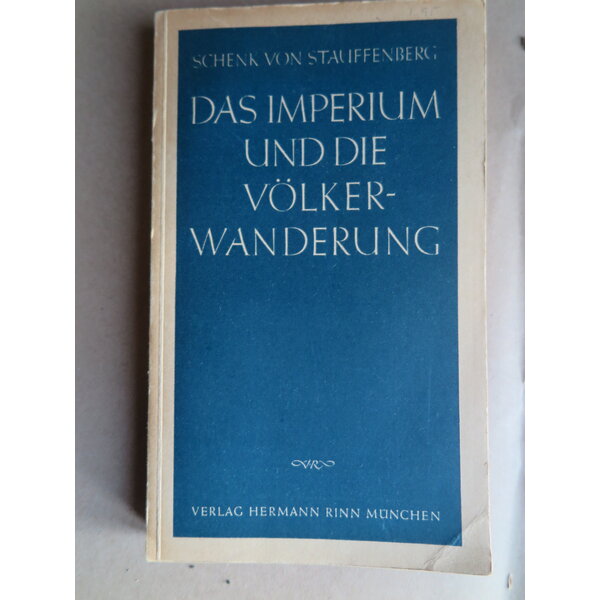 SCHENK VON STAUFFENBERG
DAS IMPERIUM
UND DIE
VÖLKER-
WANDERUNG
VERLAG HERMANN RINN MÜNCHEN